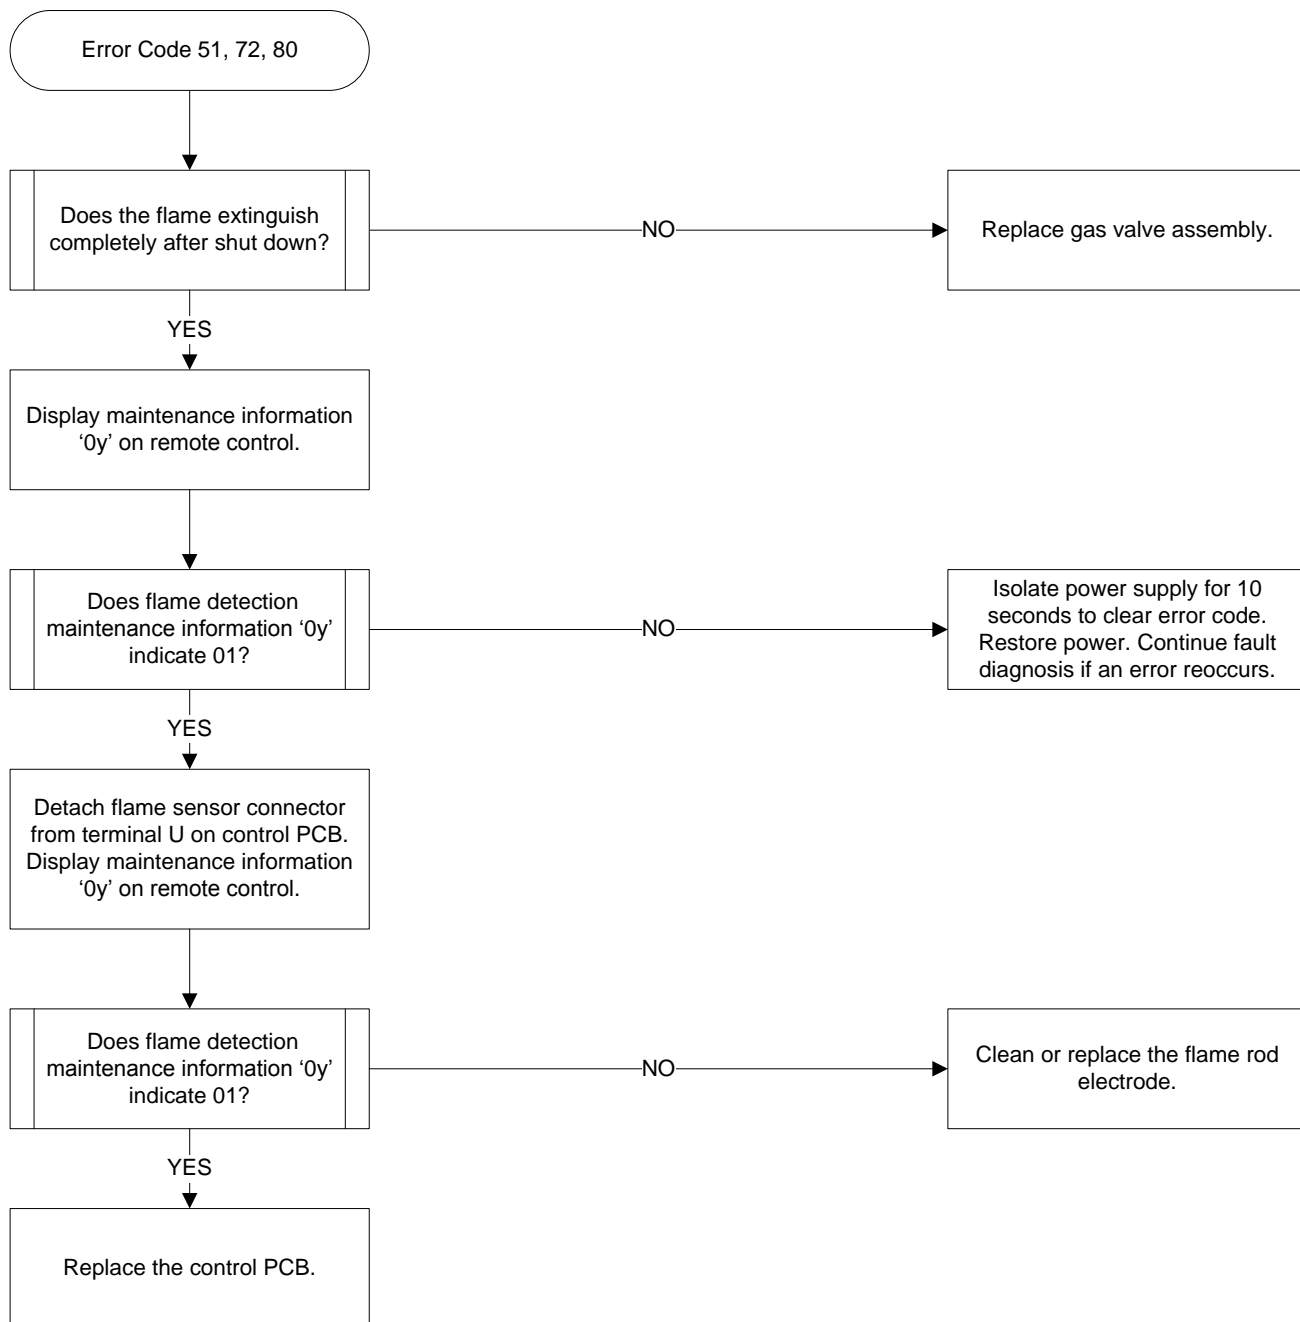 Error Code 51, 72, 80
Does the flame extinguish
completely after shut down?
NO
Replace gas valve assembly.
YES
Display maintenance information
‘0y’ on remote control.
Does flame detection
maintenance information ‘0y’
indicate 01?
NO
Isolate power supply for 10
seconds to clear error code.
Restore power. Continue fault
diagnosis if an error reoccurs.
YES
Detach flame sensor connector
from terminal U on control PCB.
Display maintenance information
‘0y’ on remote control.
Does flame detection
maintenance information ‘0y’
indicate 01?
NO
Clean or replace the flame rod
electrode.
YES
Replace the control PCB.